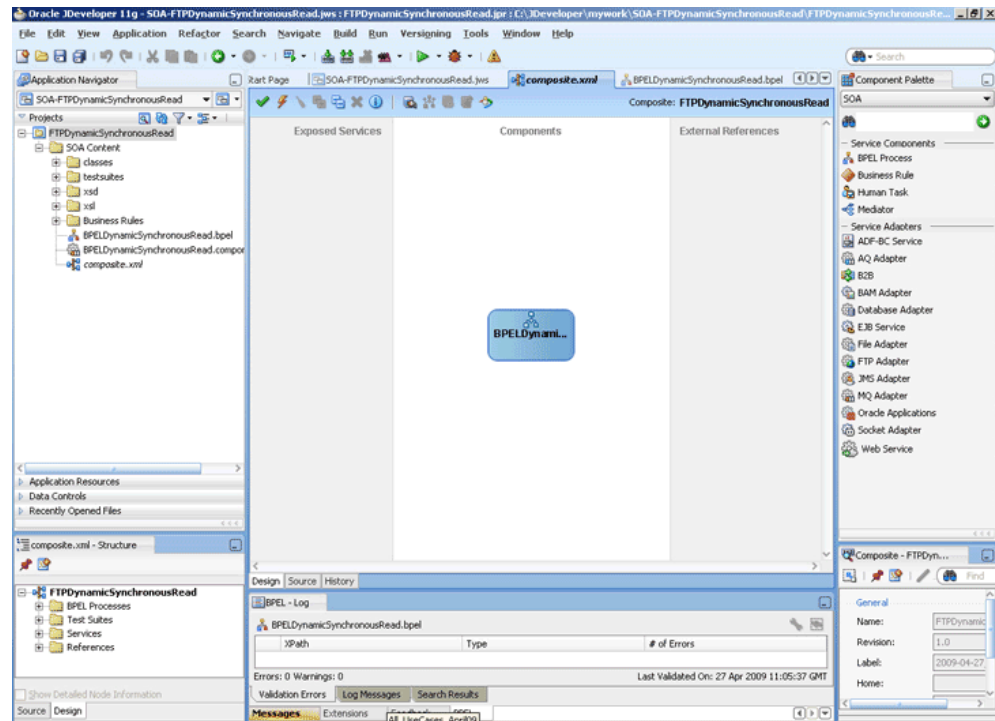 Oracle JDeveloper 11g - SOA-FTPDynamicSynchronousRead.jws : FTPDynamicSynchronousRead.jpr : C:\JDeveloper\mywork\SOA-FTPDynamicSynchronousRead\FTPDynamicSynchronousRe...
File Edit View Application Refactor Search Navigate Build Run Versioning Tools Window Help
Search
Application Navigator
Start Page
SOA-FTPDynamicSynchronousRead.jws
composite.xml
BPELDynamicSynchronousRead.bpel
Component Palette
SOA-FTPDynamicSynchronousRead
Composite: FTPDynamicSynchronousRead
SOA
Projects
FTPDynamicSynchronousRead
SOA Content
classes
testsuites
xsd
xsl
Business Rules
BPELDynamicSynchronousRead.bpel
BPELDynamicSynchronousRead.compor
composite.xml
Exposed Services
Components
External References
BPELDynami...
Service Components
BPEL Process
Business Rule
Human Task
Mediator
Service Adapters
ADF-BC Service
AQ Adapter
B2B
BAM Adapter
Database Adapter
EJB Service
File Adapter
FTP Adapter
JMS Adapter
MQ Adapter
Oracle Applications
Socket Adapter
Web Service
Application Resources
Data Controls
Recently Opened Files
composite.xml - Structure
FTPDynamicSynchronousRead
BPEL Processes
Test Suites
Services
References
Show Detailed Node Information
Source Design
Design Source History
BPEL - Log
BPELDynamicSynchronousRead.bpel
XPath Type # of Errors
Errors: 0 Warnings: 0
Last Validated On: 27 Apr 2009 11:05:37 GMT
Validation Errors Log Messages Search Results
Messages Extensions Feedback BPEL
All_UseCases_April09
Composite - FTPDyn...
Find
General
Name: FTPDynamic
Revision: 1.0
Label: 2009-04-27
Home: